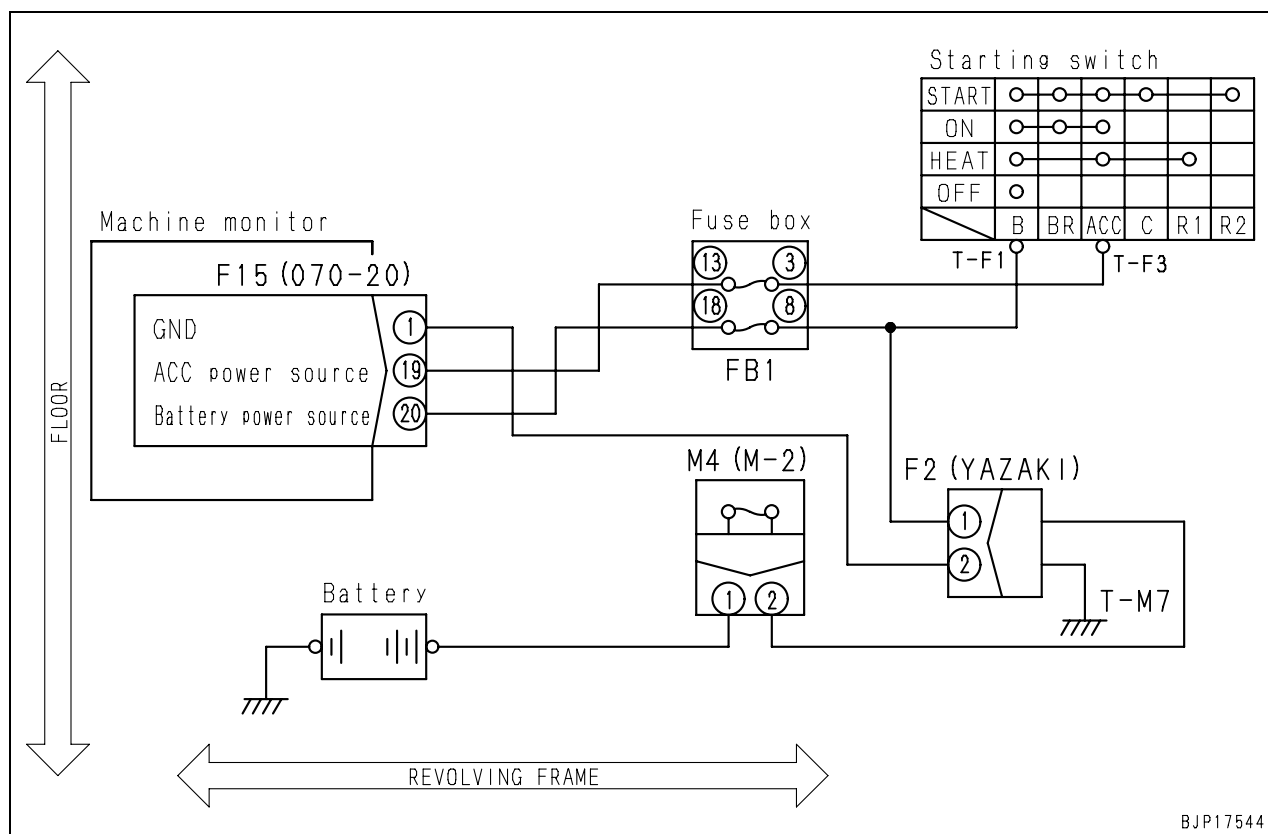 Starting switch
START
ON
HEAT
OFF
B BR ACC C R1 R2
T-F1 T-F3
Machine monitor
F15 (070-20)
GND 1
ACC power source 19
Battery power source 20
Fuse box
13 3
18 8
FB1
FLOOR
M4 (M-2)
1 2
F2 (YAZAKI)
1
2
T-M7
Battery
REVOLVING FRAME
BJP17544